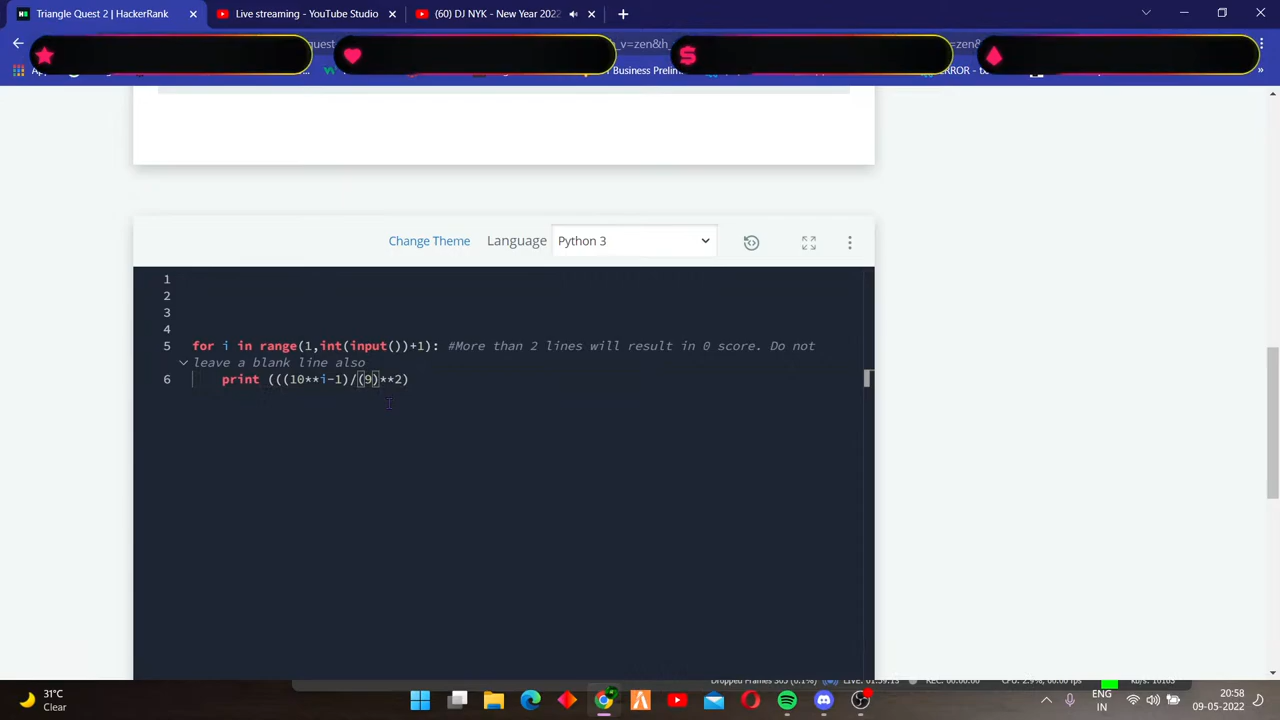 Triangle Quest 2 | HackerRank
Live streaming - YouTube Studio
(60) DJ NYK - New Year 2022
Business Prelimi
ERROR
Change Theme
Language
Python 3
1
2
3
4
5 for i in range(1,int(input())+1): #More than 2 lines will result in 0 score. Do not
leave a blank line also
6 print (((10**i-1)/(9)**2)
31°C
Clear
ENG
IN
20:58
09-05-2022